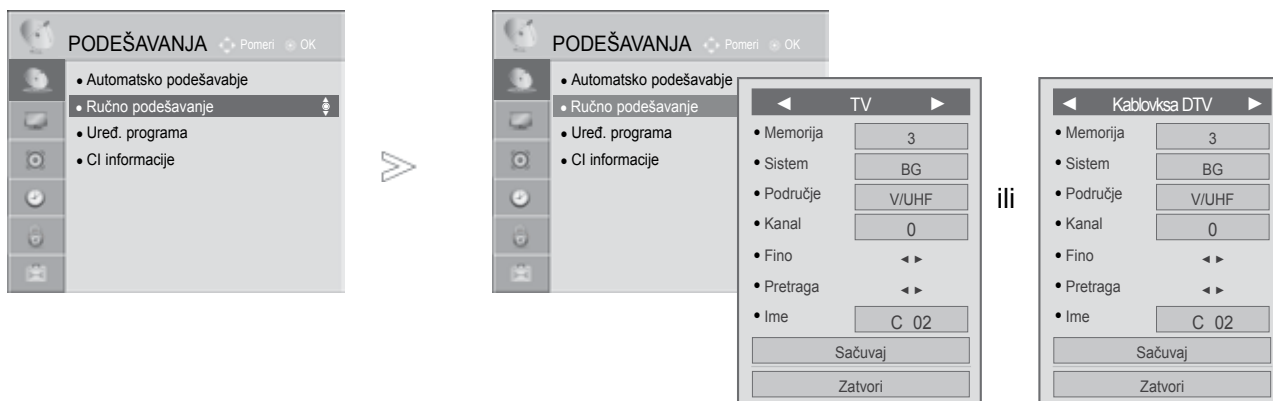 PODEŠAVANJA Pomeri OK
• Automatsko podešavabje
• Ručno podešavanje
• Uređ. programa
• CI informacije
PODEŠAVANJA Pomeri OK
• Automatsko podešavabje
• Ručno podešavanje
• Uređ. programa
• CI informacije
◄ TV ►
• Memorija 3
• Sistem BG
• Područje V/UHF
• Kanal 0
• Fino ◄ ►
• Pretraga ◄ ►
• Ime C 02
Sačuvaj
Zatvori
ili
◄ Kablovksa DTV ►
• Memorija 3
• Sistem BG
• Područje V/UHF
• Kanal 0
• Fino ◄ ►
• Pretraga ◄ ►
• Ime C 02
Sačuvaj
Zatvori